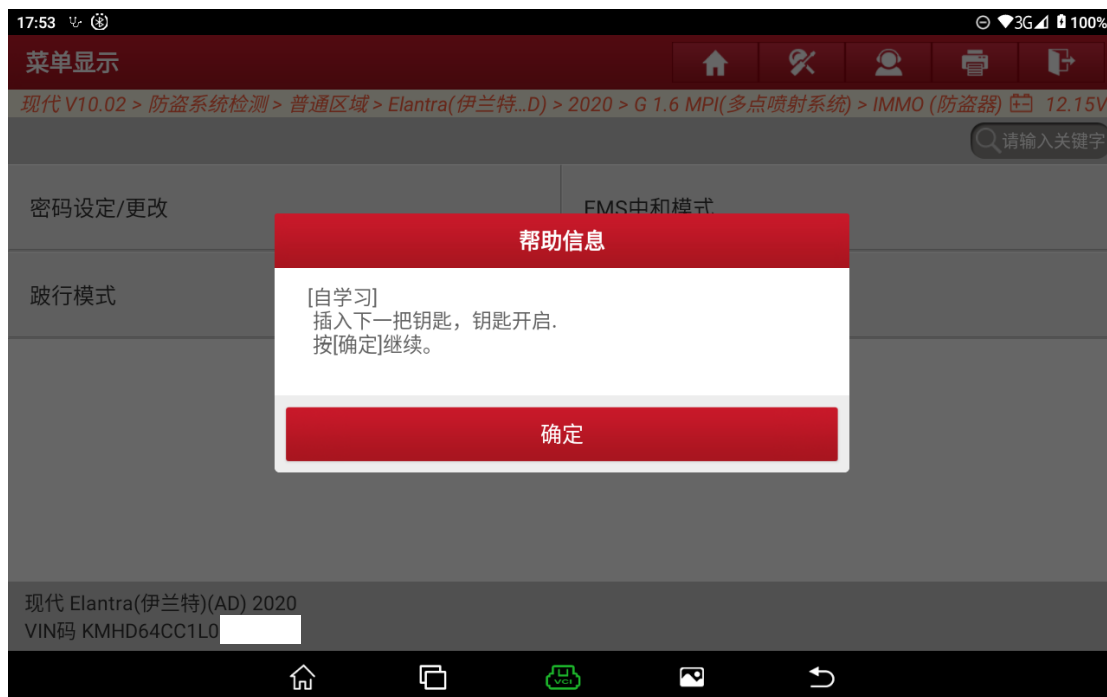 17:53
3G 100%
菜单显示
现代 V10.02 > 防盗系统检测 > 普通区域 > Elantra(伊兰特...D) > 2020 > G 1.6 MPI(多点喷射系统) > IMMO (防盗器) 12.15V
请输入关键字
密码设定/更改
EMS中和模式
跛行模式
帮助信息
[自学习]
插入下一把钥匙，钥匙开启.
按[确定]继续。
确定
现代 Elantra(伊兰特)(AD) 2020
VIN码 KMHD64CC1L0
VCI